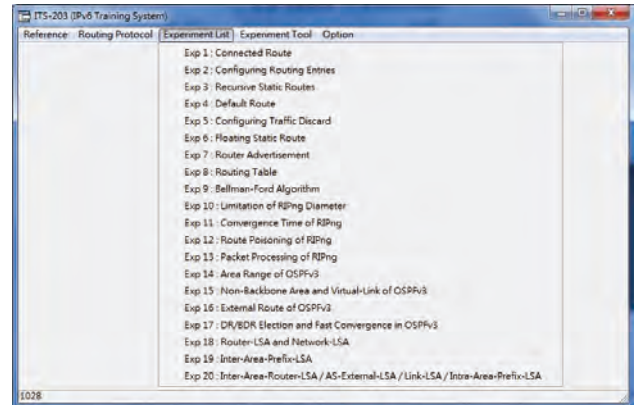 ITS-203 (IPv6 Training System)
Reference Routing Protocol Experiment List Experiment Tool Option
Exp 1 : Connected Route
Exp 2 : Configuring Routing Entries
Exp 3 : Recursive Static Routes
Exp 4 : Default Route
Exp 5 : Configuring Traffic Discard
Exp 6 : Floating Static Route
Exp 7 : Router Advertisement
Exp 8 : Routing Table
Exp 9 : Bellman-Ford Algorithm
Exp 10 : Limitation of RIPng Diameter
Exp 11 : Convergence Time of RIPng
Exp 12 : Route Poisoning of RIPng
Exp 13 : Packet Processing of RIPng
Exp 14 : Area Range of OSPFv3
Exp 15 : Non-Backbone Area and Virtual-Link of OSPFv3
Exp 16 : External Route of OSPFv3
Exp 17 : DR/BDR Election and Fast Convergence in OSPFv3
Exp 18 : Router-LSA and Network-LSA
Exp 19 : Inter-Area-Prefix-LSA
Exp 20 : Inter-Area-Router-LSA / AS-External-LSA / Link-LSA / Intra-Area-Prefix-LSA
1028